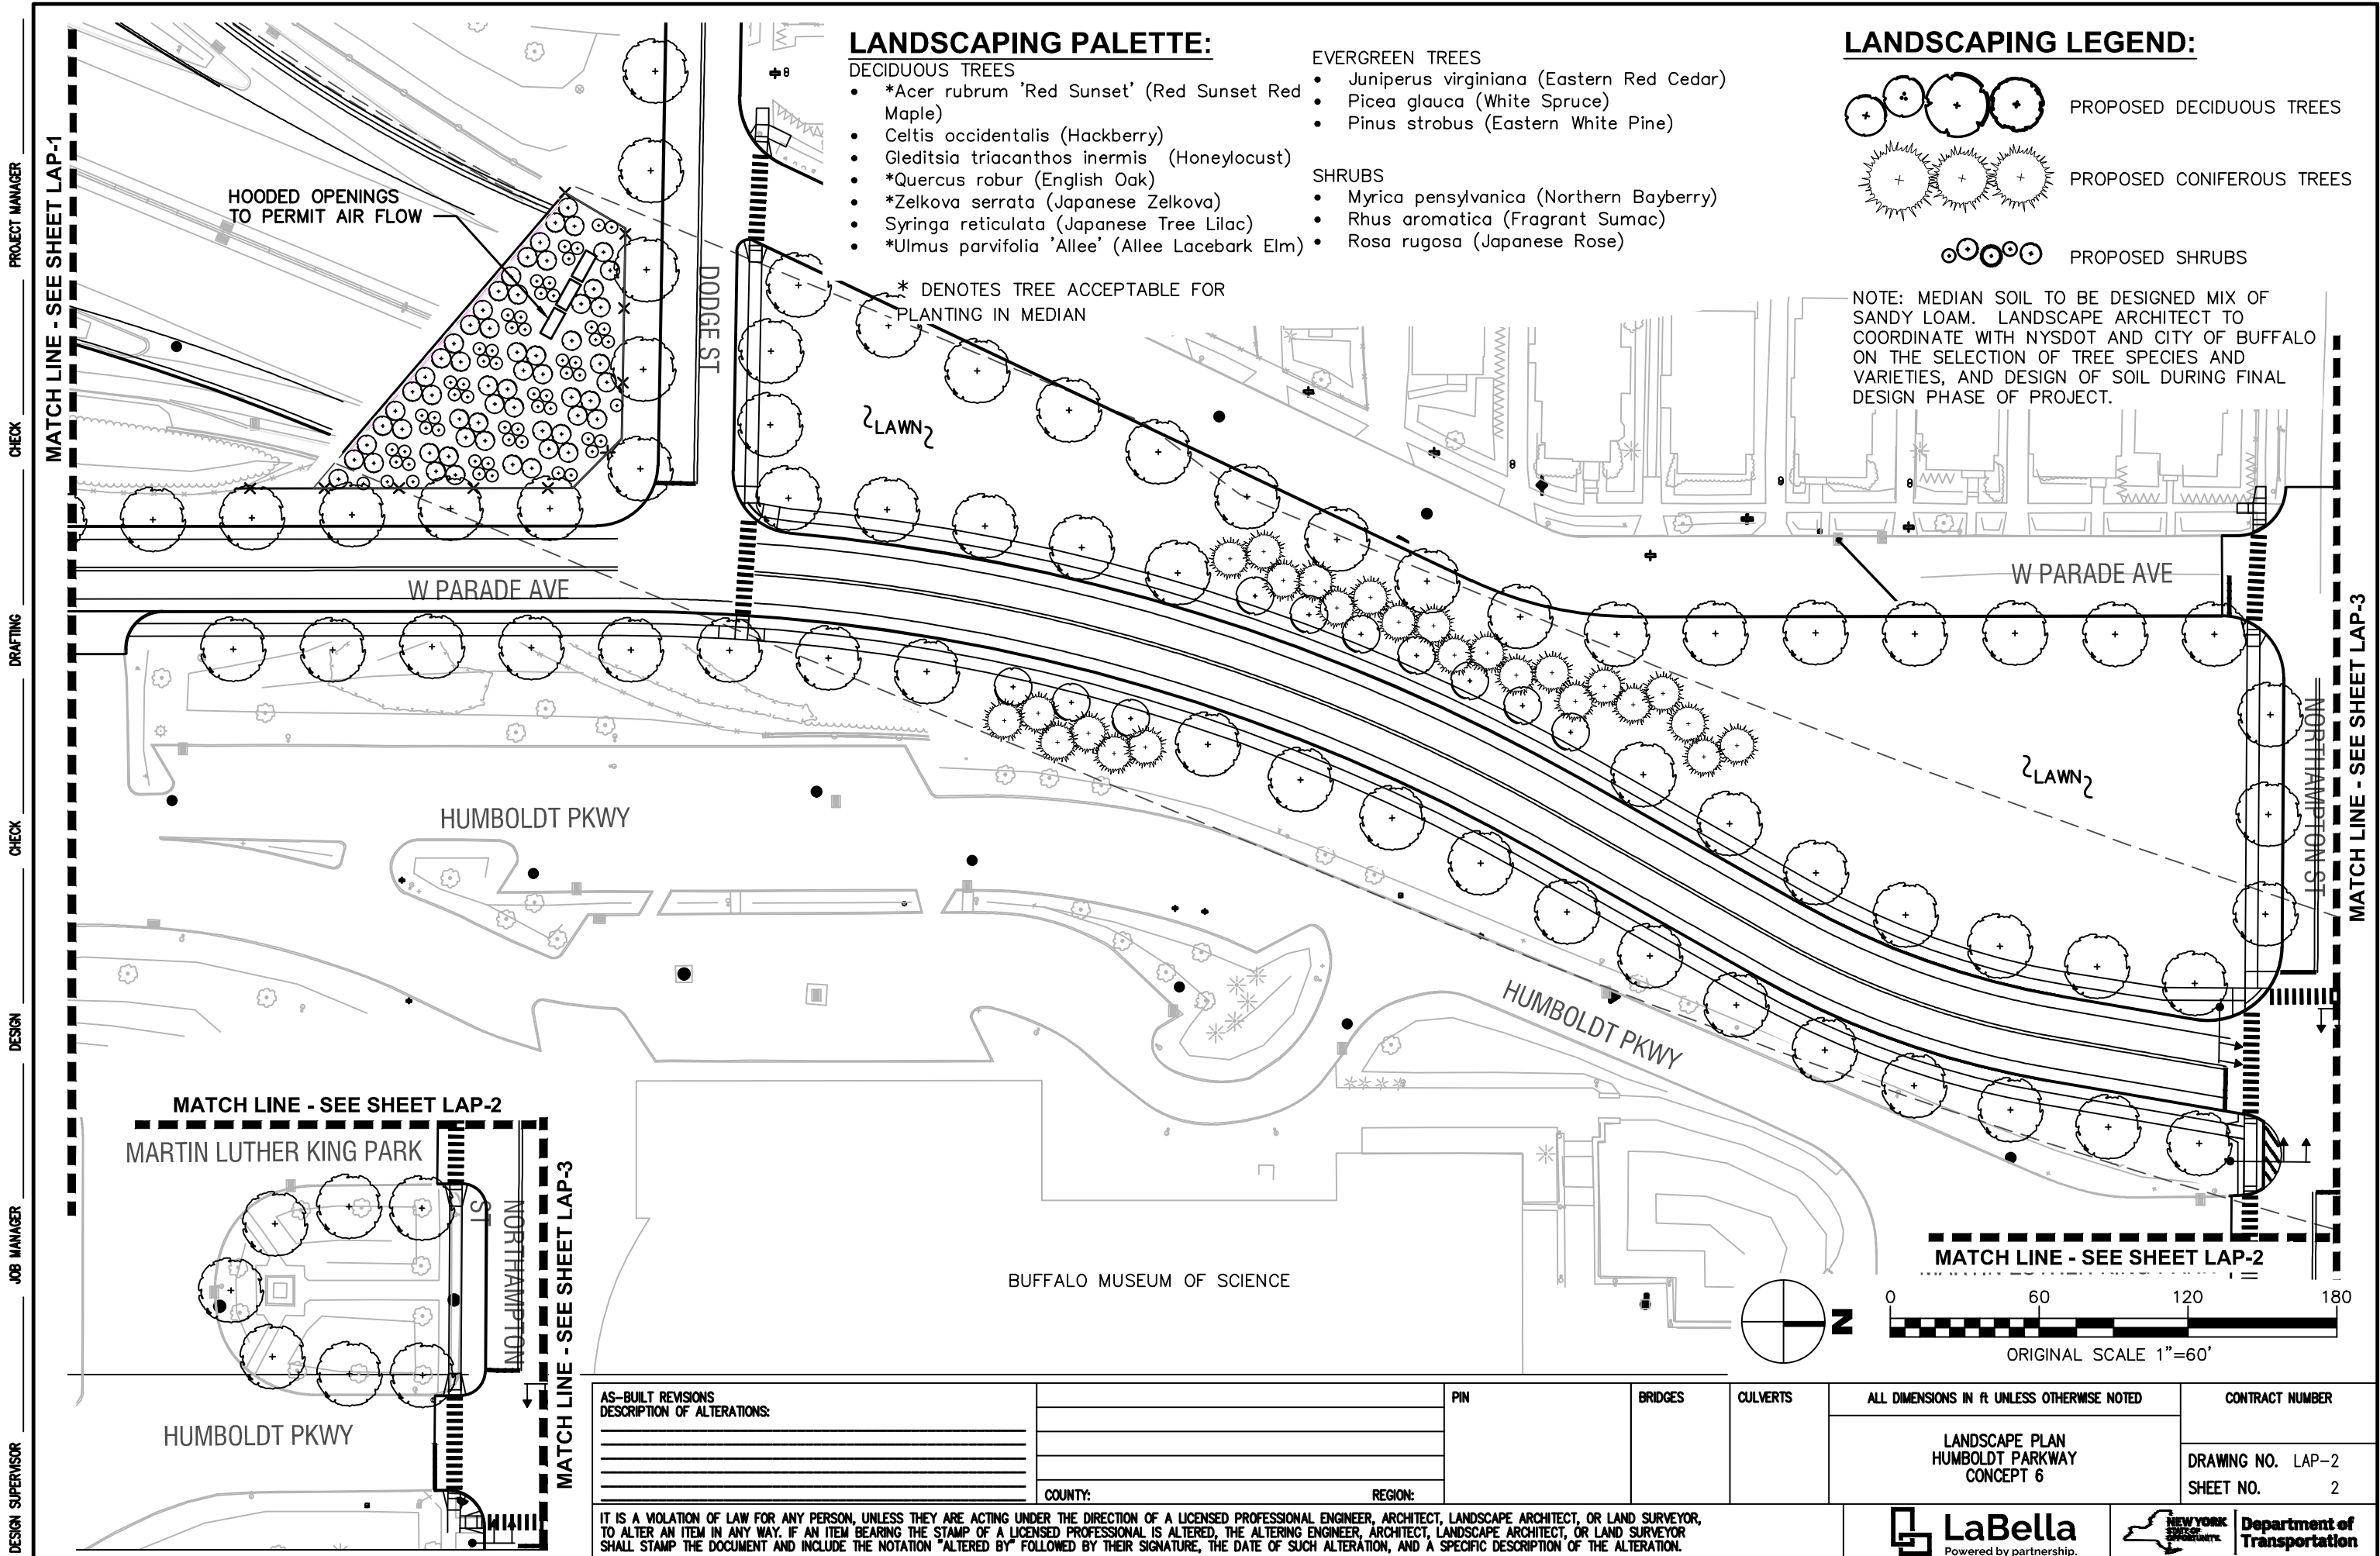 LANDSCAPING PALETTE:
DECIDUOUS TREES
• *Acer rubrum 'Red Sunset' (Red Sunset Red
Maple)
• Celtis occidentalis (Hackberry)
• Gleditsia triacanthos inermis (Honeylocust)
• *Quercus robur (English Oak)
• *Zelkova serrata (Japanese Zelkova)
• Syringa reticulata (Japanese Tree Lilac)
• *Ulmus parvifolia 'Allee' (Allee Lacebark Elm)
* DENOTES TREE ACCEPTABLE FOR
PLANTING IN MEDIAN
EVERGREEN TREES
• Juniperus virginiana (Eastern Red Cedar)
• Picea glauca (White Spruce)
• Pinus strobus (Eastern White Pine)
SHRUBS
• Myrica pensylvanica (Northern Bayberry)
• Rhus aromatica (Fragrant Sumac)
• Rosa rugosa (Japanese Rose)
LANDSCAPING LEGEND:
PROPOSED DECIDUOUS TREES
PROPOSED CONIFEROUS TREES
PROPOSED SHRUBS
NOTE: MEDIAN SOIL TO BE DESIGNED MIX OF
SANDY LOAM. LANDSCAPE ARCHITECT TO
COORDINATE WITH NYSDOT AND CITY OF BUFFALO
ON THE SELECTION OF TREE SPECIES AND
VARIETIES, AND DESIGN OF SOIL DURING FINAL
DESIGN PHASE OF PROJECT.
PROJECT MANAGER
CHECK
DRAFTING
CHECK
DESIGN
JOB MANAGER
DESIGN SUPERVISOR
MATCH LINE - SEE SHEET LAP-1
HOODED OPENINGS
TO PERMIT AIR FLOW
DODGE ST
LAWN
W PARADE AVE
W PARADE AVE
LAWN
NORTHAMPTON ST
MATCH LINE - SEE SHEET LAP-3
HUMBOLDT PKWY
HUMBOLDT PKWY
MATCH LINE - SEE SHEET LAP-2
MARTIN LUTHER KING PARK
NORTHAMPTON
ST
MATCH LINE - SEE SHEET LAP-3
HUMBOLDT PKWY
BUFFALO MUSEUM OF SCIENCE
MATCH LINE - SEE SHEET LAP-2
N
0 60 120 180
ORIGINAL SCALE 1"=60'
AS-BUILT REVISIONS
DESCRIPTION OF ALTERATIONS:
COUNTY: REGION:
PIN
BRIDGES
CULVERTS
ALL DIMENSIONS IN ft UNLESS OTHERWISE NOTED
CONTRACT NUMBER
LANDSCAPE PLAN
HUMBOLDT PARKWAY
CONCEPT 6
DRAWING NO. LAP-2
SHEET NO. 2
IT IS A VIOLATION OF LAW FOR ANY PERSON, UNLESS THEY ARE ACTING UNDER THE DIRECTION OF A LICENSED PROFESSIONAL ENGINEER, ARCHITECT, LANDSCAPE ARCHITECT, OR LAND SURVEYOR,
TO ALTER AN ITEM IN ANY WAY. IF AN ITEM BEARING THE STAMP OF A LICENSED PROFESSIONAL IS ALTERED, THE ALTERING ENGINEER, ARCHITECT, LANDSCAPE ARCHITECT, OR LAND SURVEYOR
SHALL STAMP THE DOCUMENT AND INCLUDE THE NOTATION "ALTERED BY" FOLLOWED BY THEIR SIGNATURE, THE DATE OF SUCH ALTERATION, AND A SPECIFIC DESCRIPTION OF THE ALTERATION.
LaBella
Powered by partnership.
NEW YORK
STATE OF
OPPORTUNITY.
Department of
Transportation